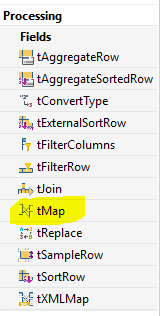 Processing
Fields
tAggregateRow
tAggregateSortedRow
tConvertType
tExternalSortRow
tFilterColumns
tFilterRow
tJoin
tMap
tReplace
tSampleRow
tSortRow
tXMLMap